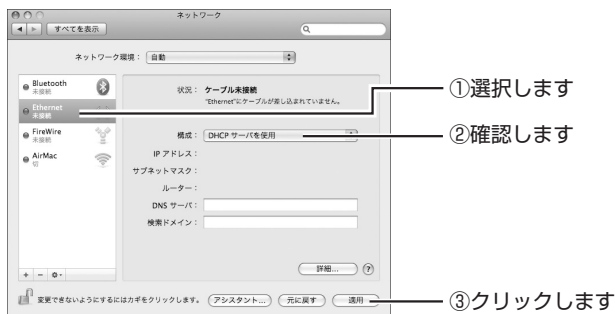 ネットワーク
すべてを表示
ネットワーク環境： 自動
Bluetooth
未接続
Ethernet
未接続
FireWire
未接続
AirMac
切
状況： ケーブル未接続
"Ethernet"にケーブルが差し込まれていません。
構成： DHCP サーバを使用
IP アドレス：
サブネットマスク：
ルーター：
DNS サーバ：
検索ドメイン：
詳細... ?
変更できないようにするにはカギをクリックします。 アシスタント... 元に戻す 適用
①選択します
②確認します
③クリックします